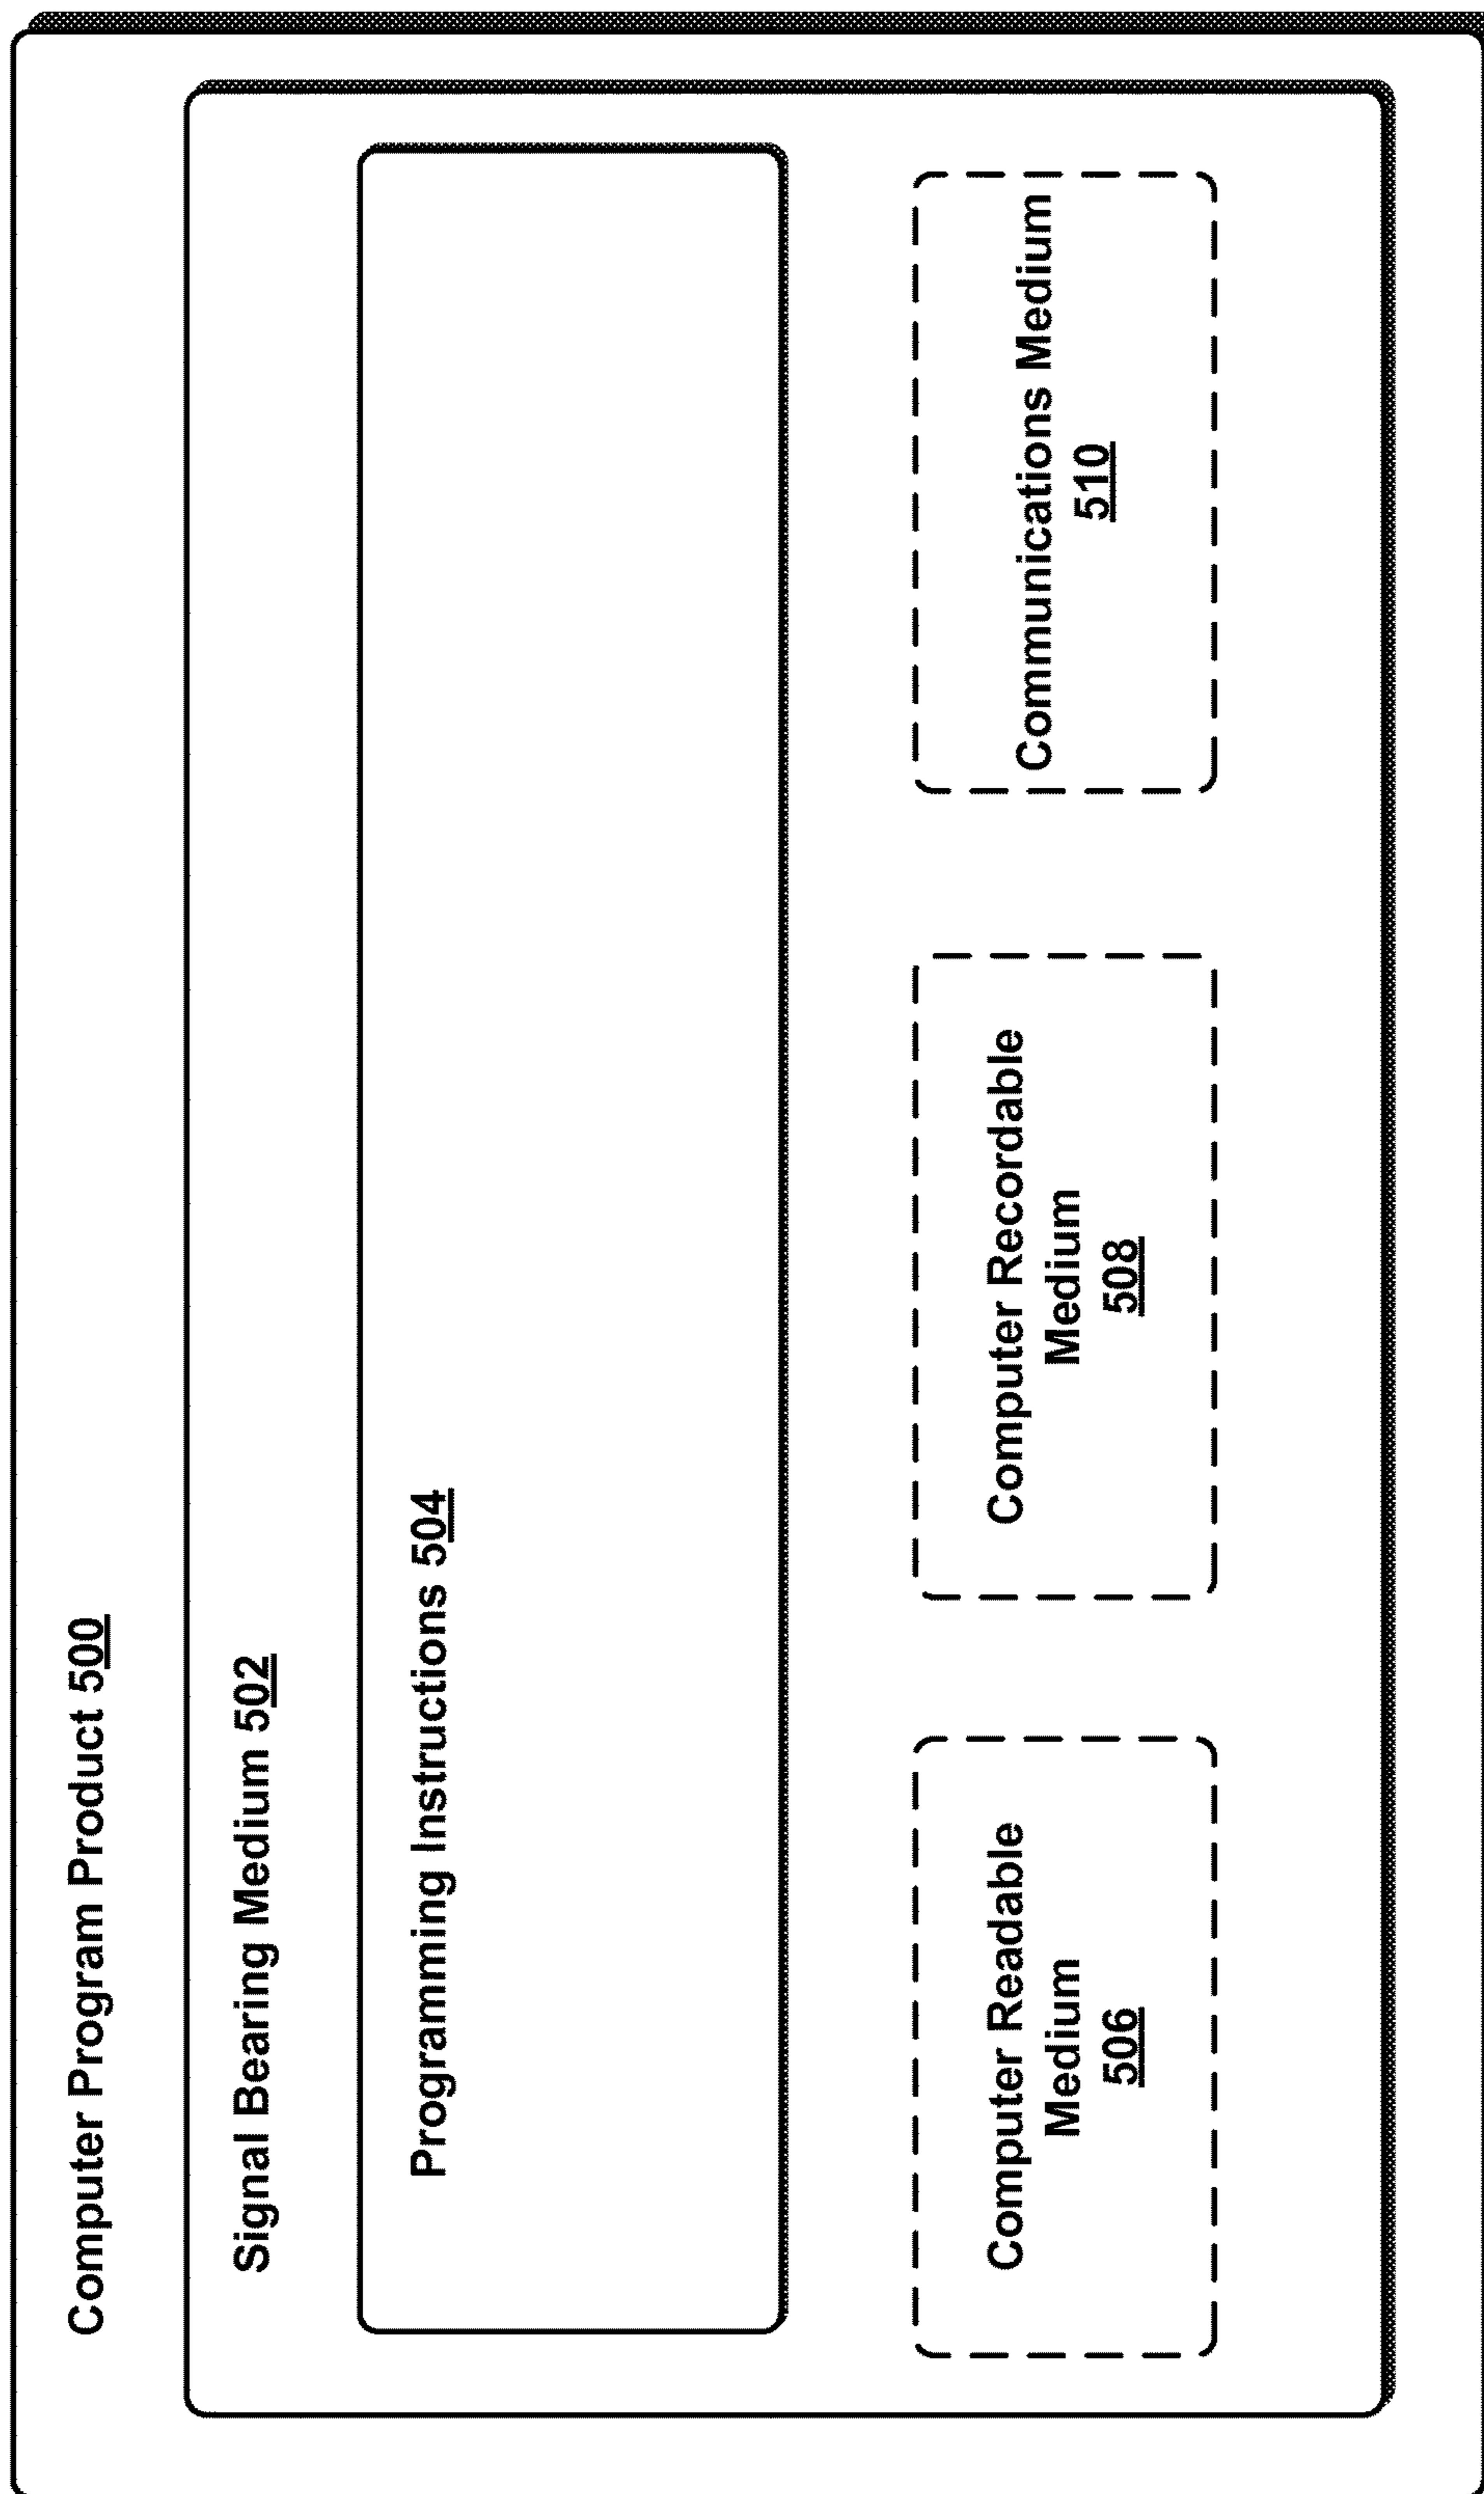 Computer Program Product 500
Signal Bearing Medium 502
Programming Instructions 504
Computer Readable
Medium
506
Computer Recordable
Medium
508
Communications Medium
510